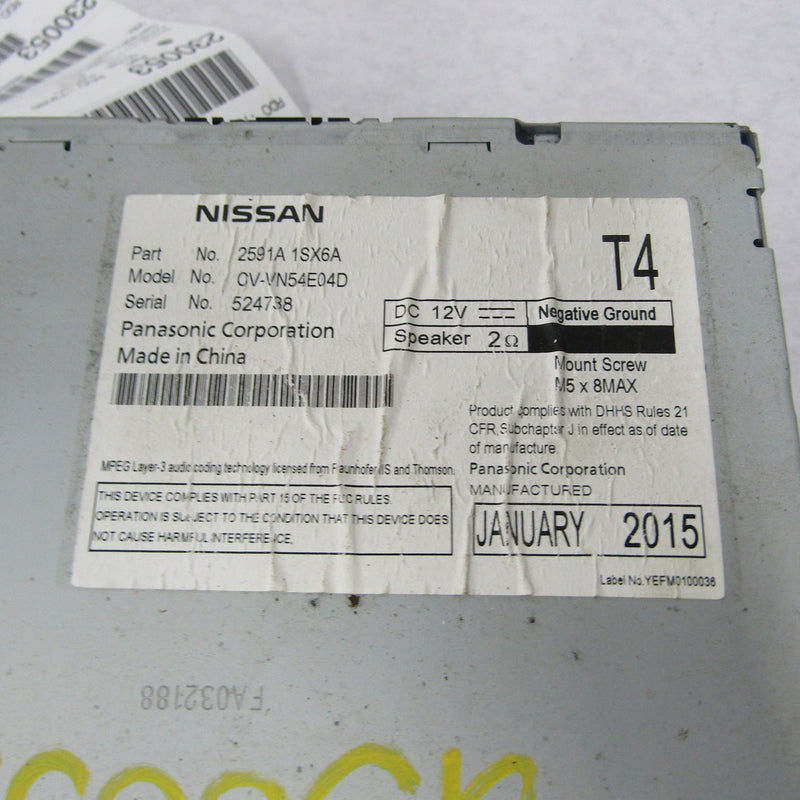 230053
230053
RDO
NISSAN
T4
Part No. 2591A 1SX6A
Model No. CV-VN54E04D
Serial No. 524738
Panasonic Corporation
Made in China
DC 12V
Negative Ground
Speaker 2Ω
Mount Screw
M5 x 8MAX
Product complies with DHHS Rules 21
CFR, Subchapter J in effect as of date
of manufacture.
MPEG Layer-3 audio coding technology licensed from Fraunhofer IIS and Thomson.
Panasonic Corporation
MANUFACTURED
JANUARY 2015
THIS DEVICE COMPLIES WITH PART 15 OF THE FCC RULES.
OPERATION IS SUBJECT TO THE CONDITION THAT THIS DEVICE DOES
NOT CAUSE HARMFUL INTERFERENCE.
Label No.YEFM0100036
FA032188